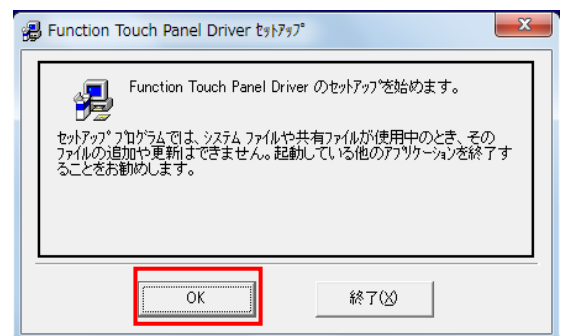 Function Touch Panel Driver ｾｯﾄｱｯﾌﾟ
Function Touch Panel Driver のｾｯﾄｱｯﾌﾟを始めます。
ｾｯﾄｱｯﾌﾟ ﾌﾟﾛｸﾞﾗﾑでは、ｼｽﾃﾑ ﾌｧｲﾙや共有ﾌｧｲﾙが使用中のとき、その
ﾌｧｲﾙの追加や更新はできません。起動している他のｱﾌﾟﾘｹｰｼｮﾝを終了す
ることをお勧めします。
OK
終了(X)